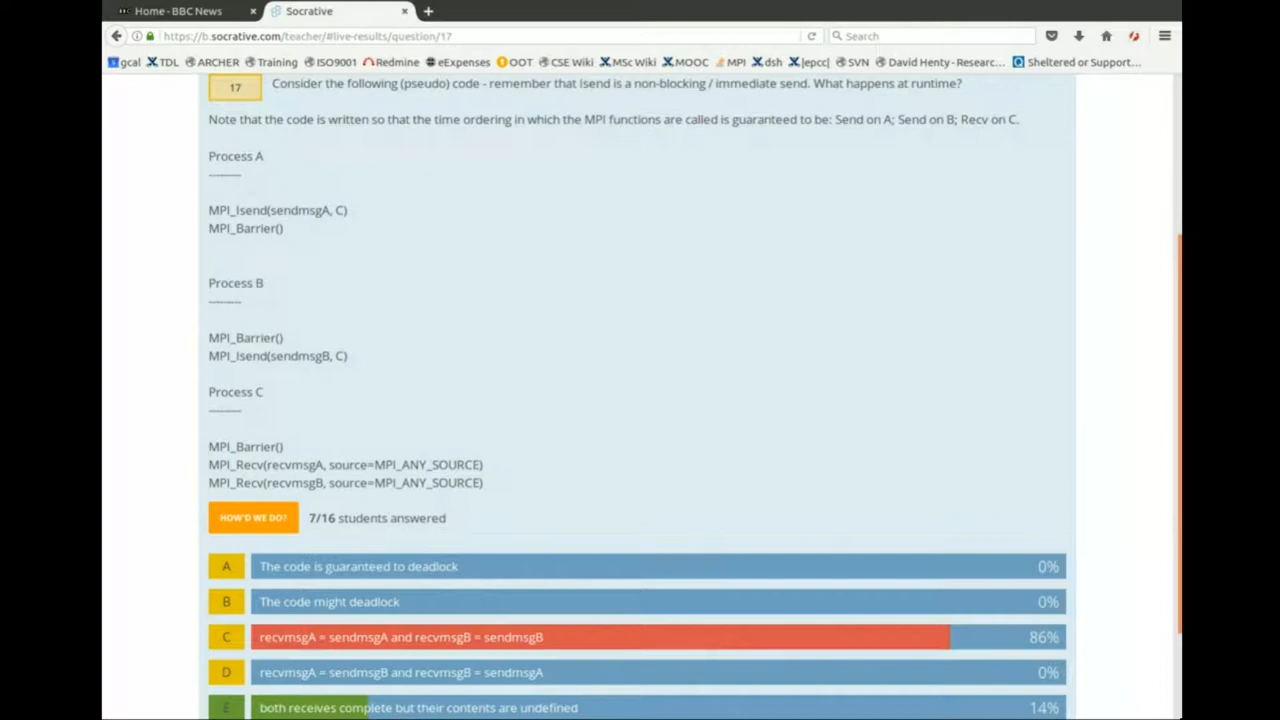 Home - BBC News
Socrative
https://b.socrative.com/teacher/#live-results/question/17
Search
gcal TDL ARCHER Training ISO9001 Redmine eExpenses OOT CSE Wiki MSc Wiki MOOC MPI dsh [epcc] SVN David Henty - Researc... Sheltered or Support...
17 Consider the following (pseudo) code - remember that Isend is a non-blocking / immediate send. What happens at runtime?
Note that the code is written so that the time ordering in which the MPI functions are called is guaranteed to be: Send on A; Send on B; Recv on C.
Process A
--------
MPI_Isend(sendmsgA, C)
MPI_Barrier()
Process B
--------
MPI_Barrier()
MPI_Isend(sendmsgB, C)
Process C
--------
MPI_Barrier()
MPI_Recv(recvmsgA, source=MPI_ANY_SOURCE)
MPI_Recv(recvmsgB, source=MPI_ANY_SOURCE)
HOW'D WE DO? 7/16 students answered
A The code is guaranteed to deadlock 0%
B The code might deadlock 0%
C recvmsgA = sendmsgA and recvmsgB = sendmsgB 86%
D recvmsgA = sendmsgB and recvmsgB = sendmsgA 0%
E both receives complete but their contents are undefined 14%